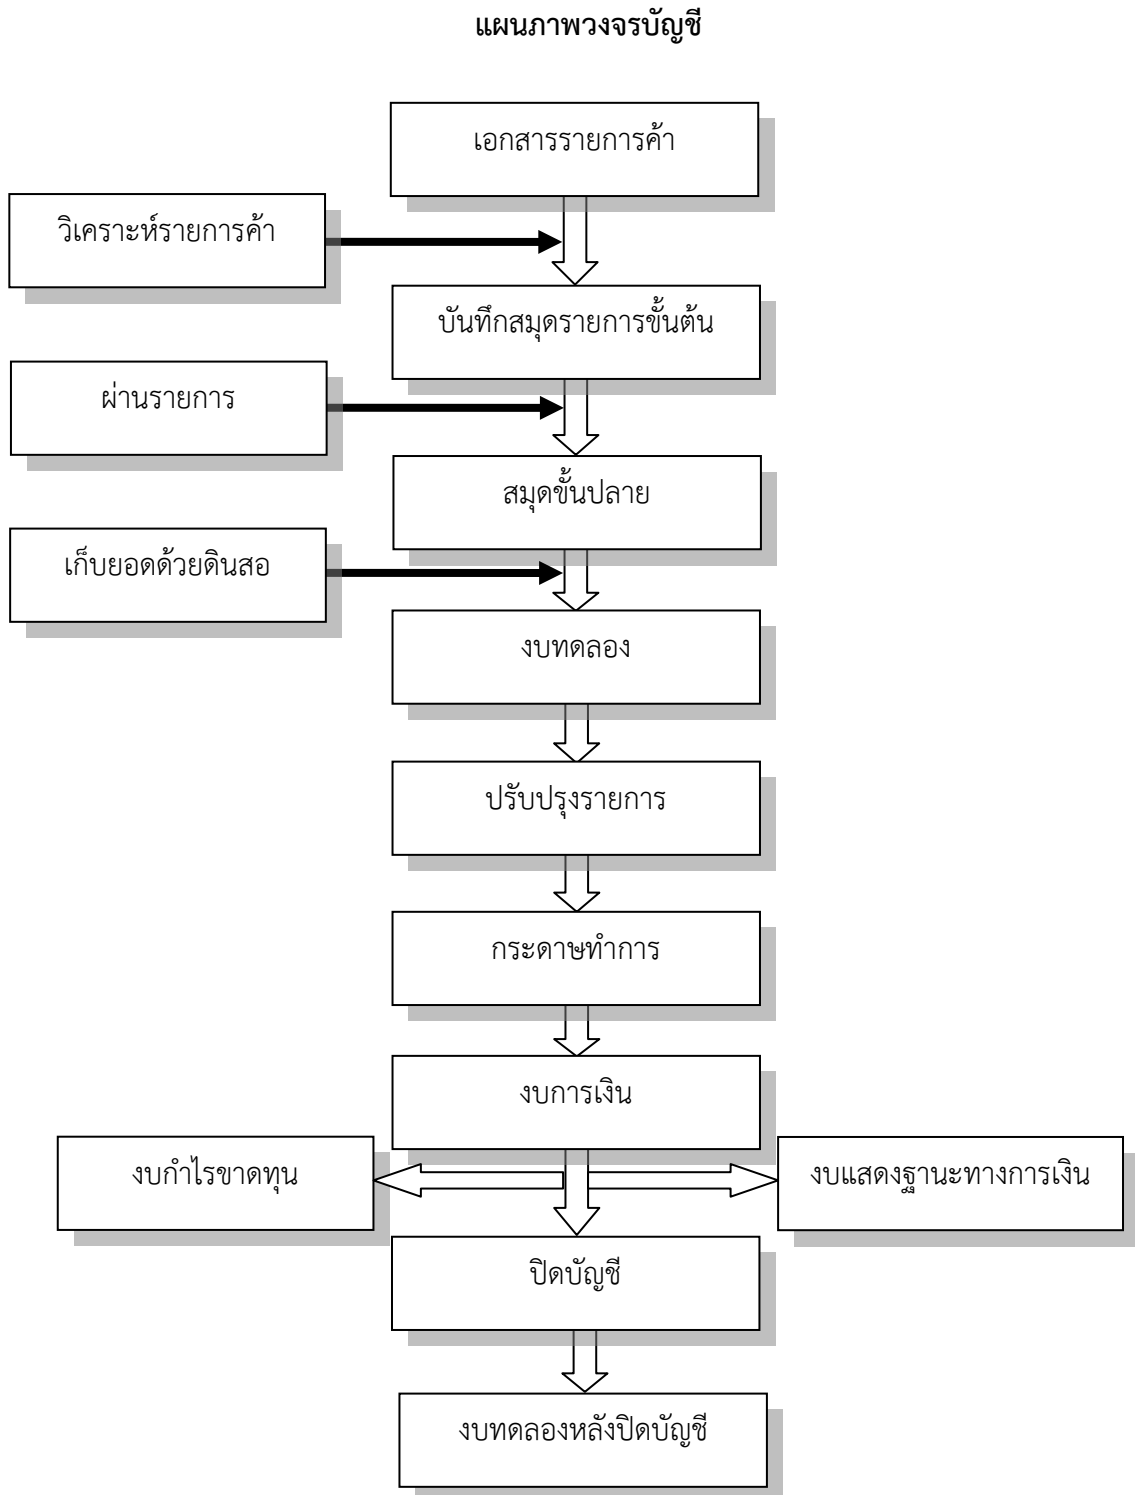 แผนภาพวงจรบัญชี
เอกสารรายการค้า
วิเคราะห์รายการค้า
บันทึกสมุดรายการขั้นต้น
ผ่านรายการ
สมุดขั้นปลาย
เก็บยอดด้วยดินสอ
งบทดลอง
ปรับปรุงรายการ
กระดาษทำการ
งบการเงิน
งบกำไรขาดทุน
งบแสดงฐานะทางการเงิน
ปิดบัญชี
งบทดลองหลังปิดบัญชี